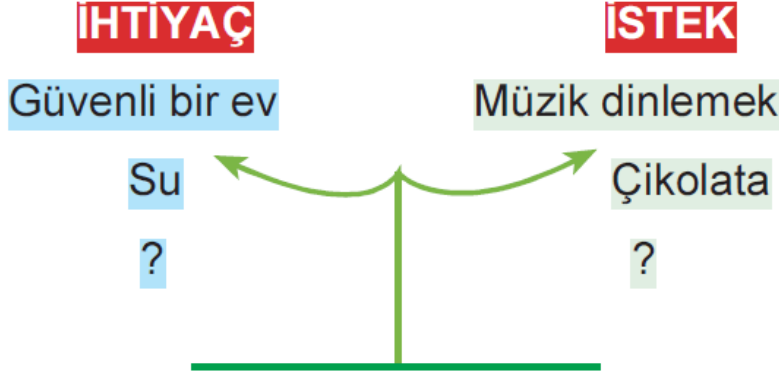 İHTİYAÇ
Güvenli bir ev
Su
?
İSTEK
Müzik dinlemek
Çikolata
?